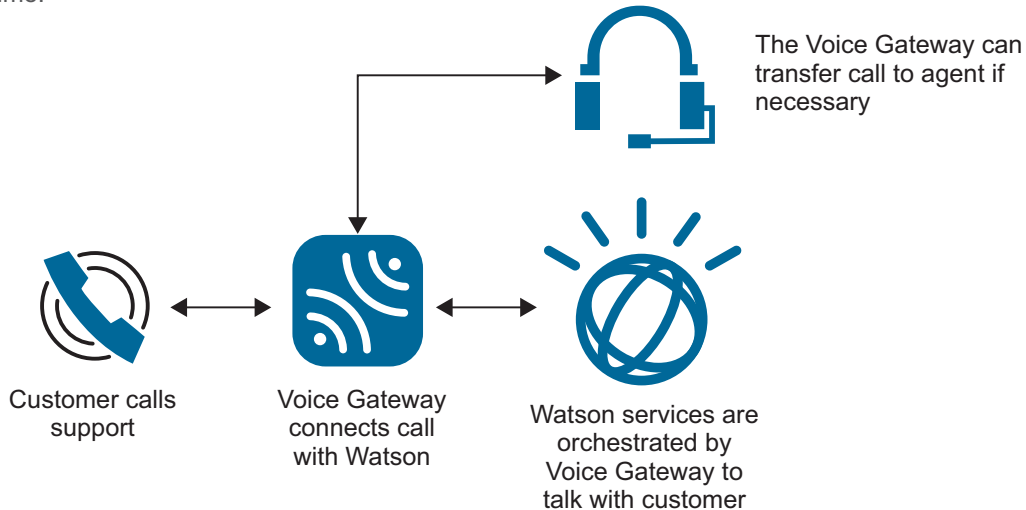 The Voice Gateway can
transfer call to agent if
necessary
Customer calls
support
Voice Gateway
connects call
with Watson
Watson services are
orchestrated by
Voice Gateway to
talk with customer